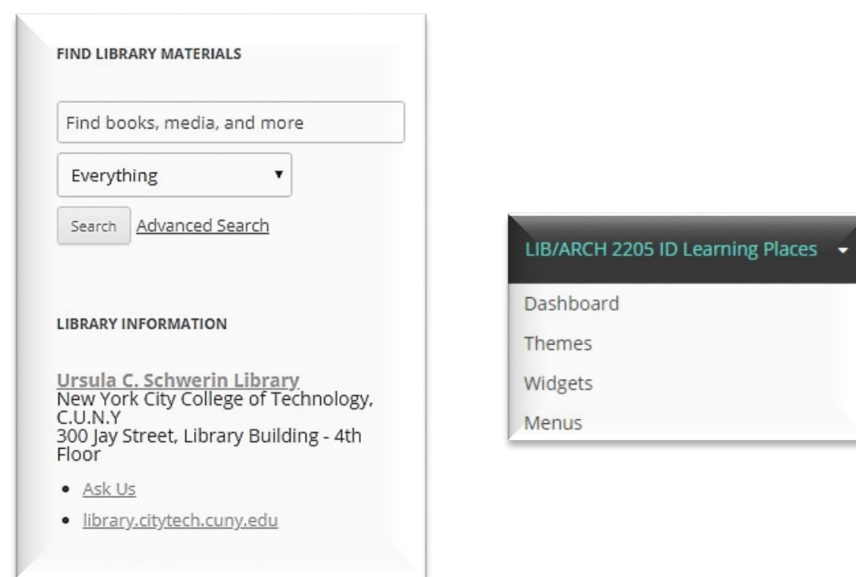 FIND LIBRARY MATERIALS
Find books, media, and more
Everything
Search Advanced Search
LIBRARY INFORMATION
Ursula C. Schwerin Library
New York City College of Technology,
C.U.N.Y
300 Jay Street, Library Building - 4th
Floor
Ask Us
library.citytech.cuny.edu
LIB/ARCH 2205 ID Learning Places
Dashboard
Themes
Widgets
Menus